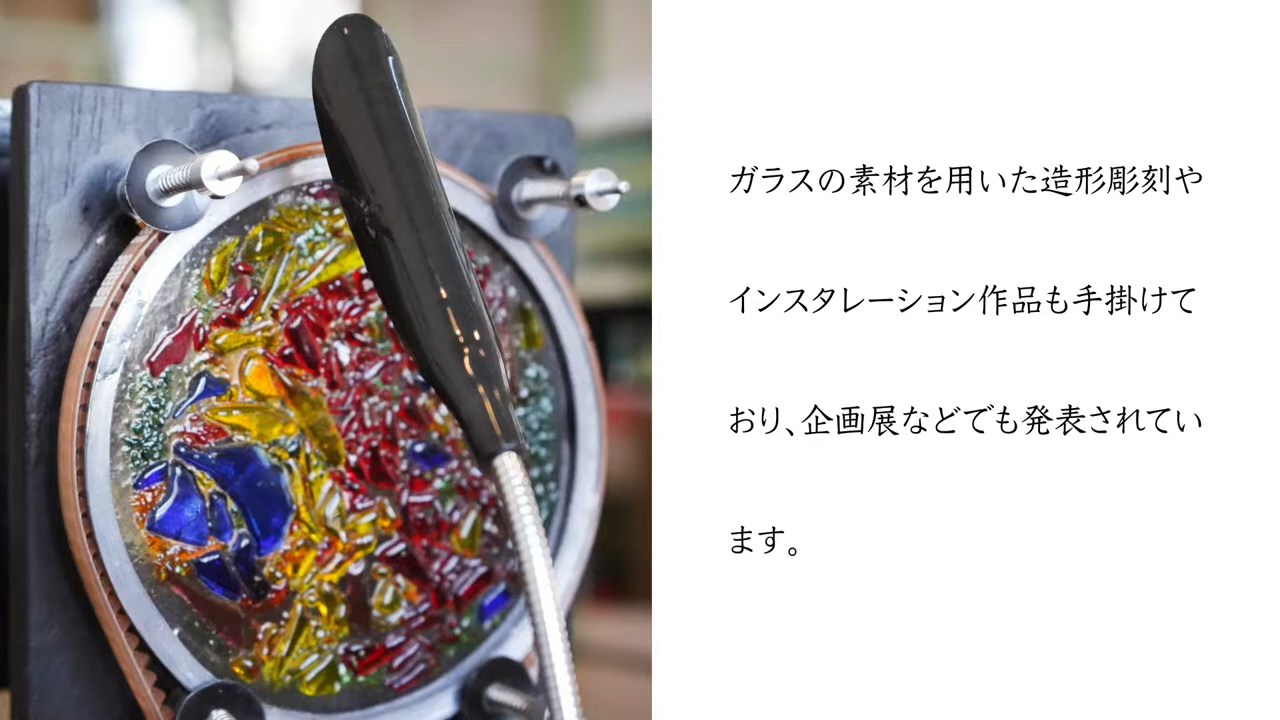 ガラスの素材を用いた造形彫刻や
インスタレーション作品も手掛けて
おり、企画展などでも発表されてい
ます。